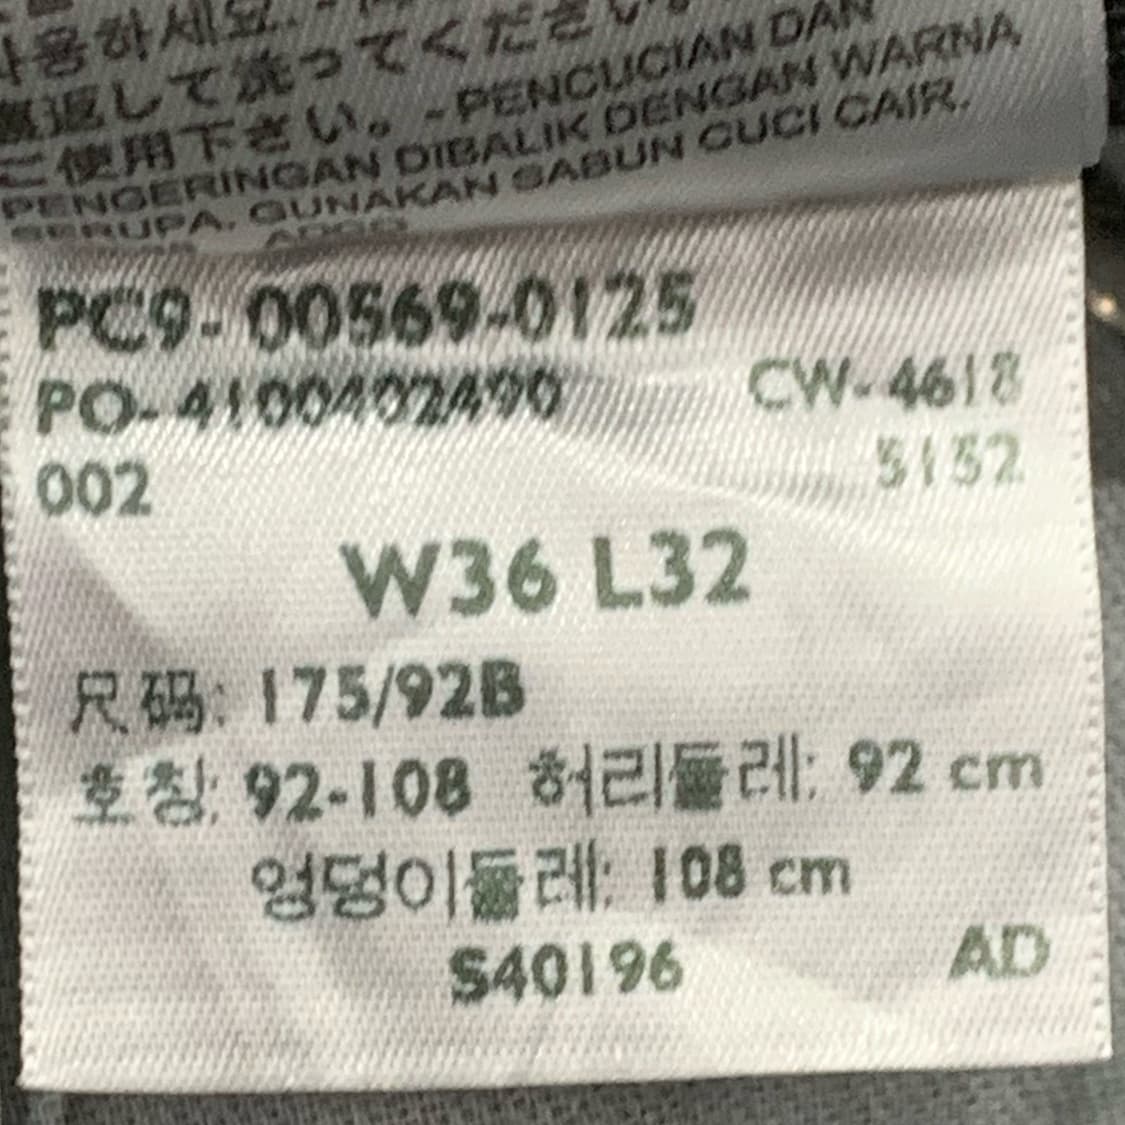 사용하세요.
裏返して洗ってください。
ご使用下さい。-PENCUCIAN DAN
PENGERINGAN DIBALIK DENGAN WARNA
SERUPA. GUNAKAN SABUN CUCI CAIR.
PC9-00569-0125
PO-4100402490 CW-4618
002 5152
W36 L32
尺码: 175/92B
호칭: 92-108 허리둘레: 92 cm
엉덩이둘레: 108 cm
S40196 AD